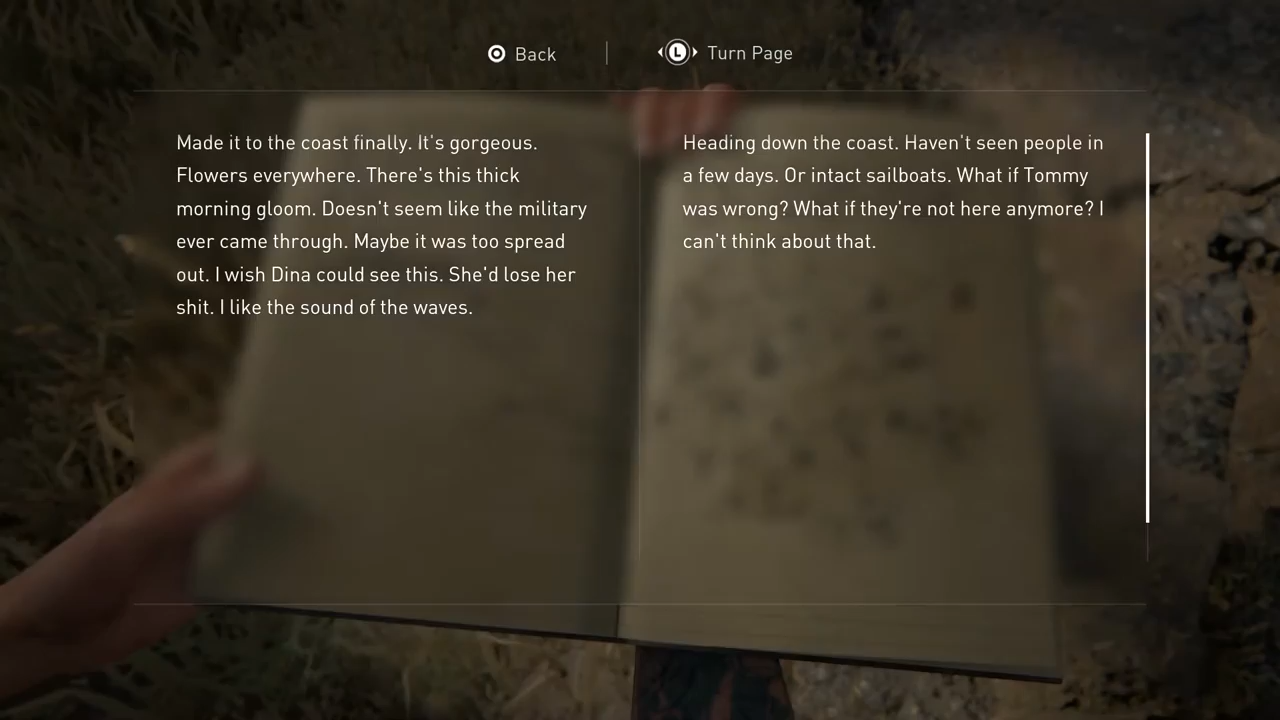 Back
L Turn Page
Made it to the coast finally. It's gorgeous.
Flowers everywhere. There's this thick
morning gloom. Doesn't seem like the military
ever came through. Maybe it was too spread
out. I wish Dina could see this. She'd lose her
shit. I like the sound of the waves.
Heading down the coast. Haven't seen people in
a few days. Or intact sailboats. What if Tommy
was wrong? What if they're not here anymore? I
can't think about that.